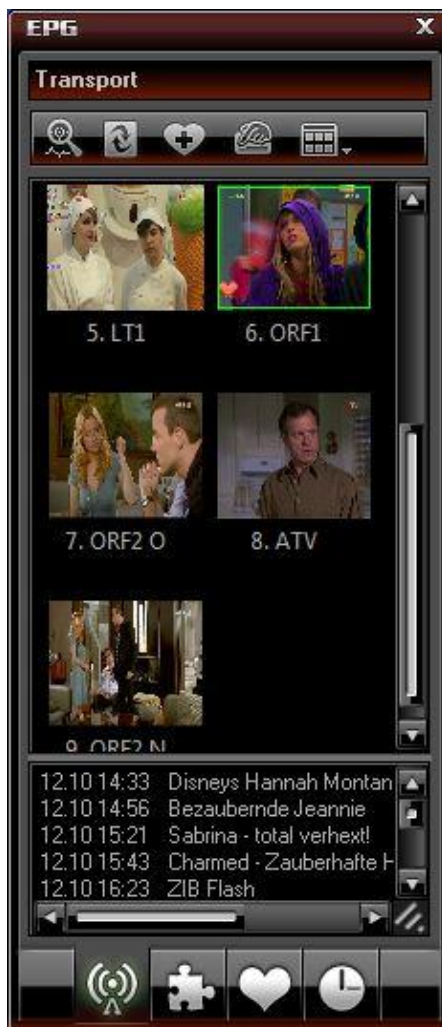 EPG
X
Transport
5. LT1
6. ORF1
7. ORF2 O
8. ATV
9. ORF2 N
12.10 14:33 Disneys Hannah Montan
12.10 14:56 Bezaubernde Jeannie
12.10 15:21 Sabrina - total verhext!
12.10 15:43 Charmed - Zauberhafte H
12.10 16:23 ZIB Flash